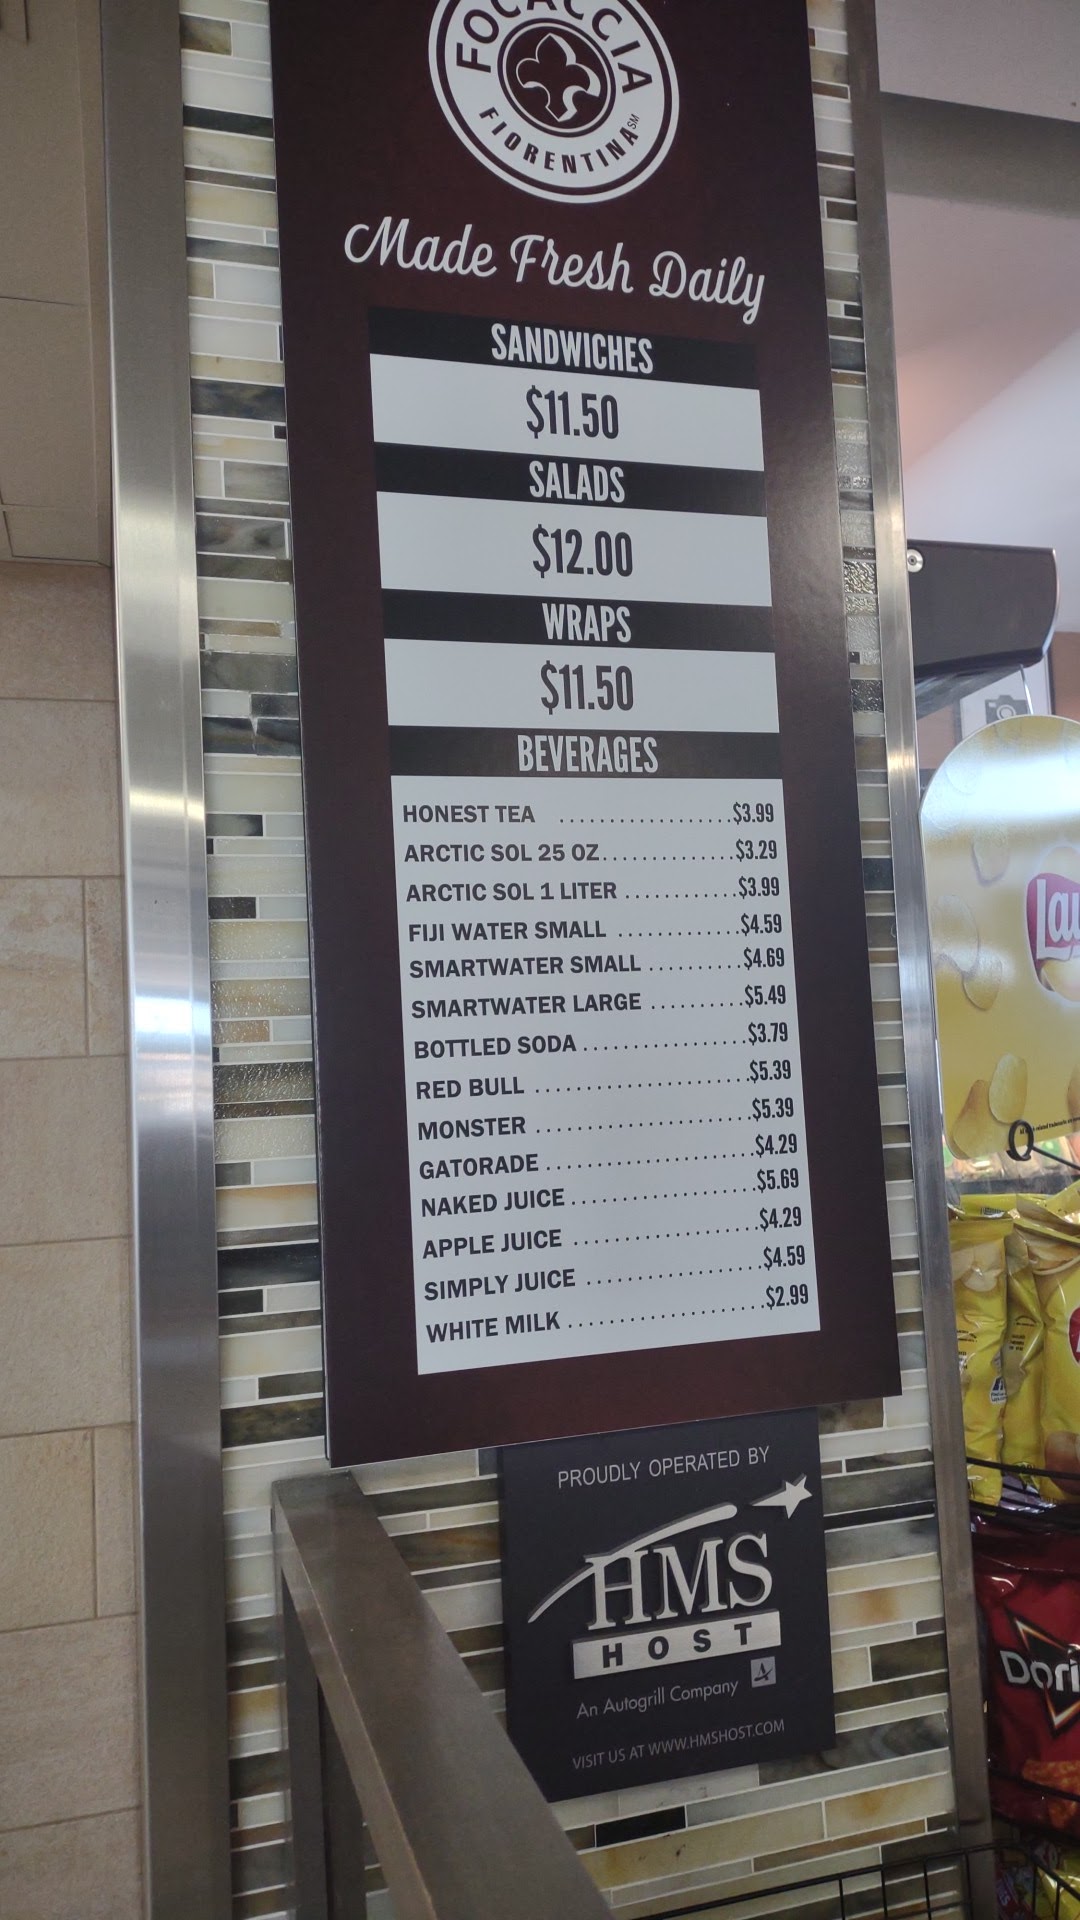 FOCACCIA
FIORENTINA SM
Made Fresh Daily
SANDWICHES
$11.50
SALADS
$12.00
WRAPS
$11.50
BEVERAGES
HONEST TEA ..................$3.99
ARCTIC SOL 25 OZ..............$3.29
ARCTIC SOL 1 LITER ............$3.99
FIJI WATER SMALL .............$4.59
SMARTWATER SMALL ..........$4.69
SMARTWATER LARGE ..........$5.49
BOTTLED SODA .................$3.79
RED BULL ......................$5.39
MONSTER ......................$5.39
GATORADE .....................$4.29
NAKED JUICE ...................$5.69
APPLE JUICE ...................$4.29
SIMPLY JUICE ..................$4.59
WHITE MILK ....................$2.99
PROUDLY OPERATED BY
HMS
HOST
An Autogrill Company A
VISIT US AT WWW.HMSHOST.COM
Lay
Dori